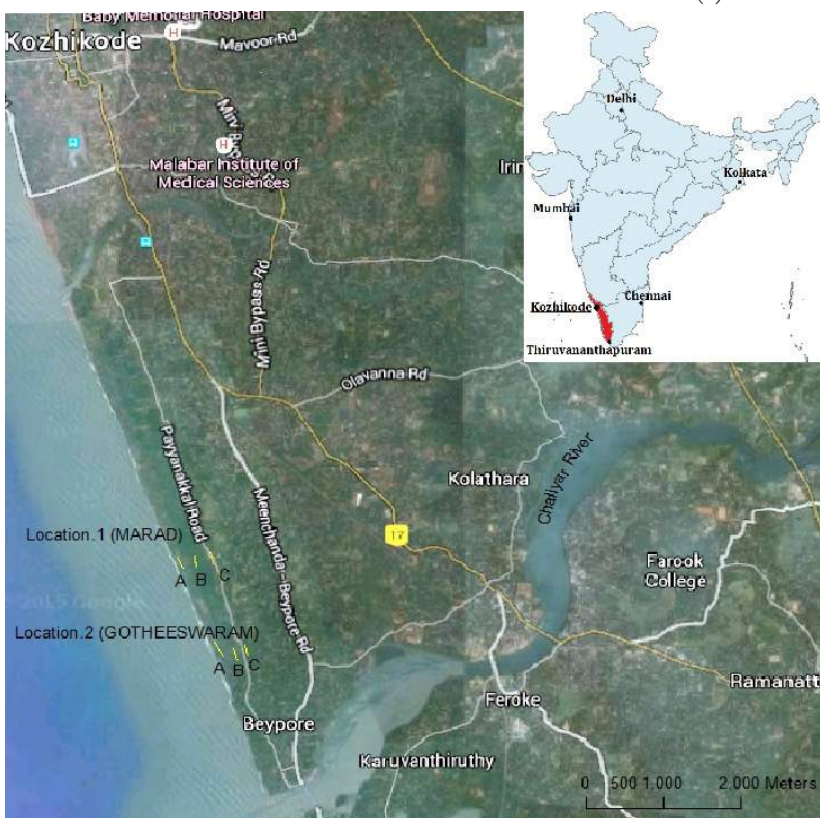 Baby Memorial Hospital
Kozhikode
H
Mavoor Rd
H
Malabar Institute of
Medical Sciences
Mini Bypass Rd
Delhi
Kolkata
Mumbai
Kozhikode
Chennai
Thiruvananthapuram
Olavanna Rd
Payyanakkal Road
Meenchanda - Beypore Rd
Kolathara
Chaliyar River
17
Location.1 (MARAD)
A B C
Farook
College
Location.2 (GOTHEESWARAM)
A B C
Ramanatt
Beypore
Feroke
Karuvanthiruthy
0 500 1,000 2,000 Meters